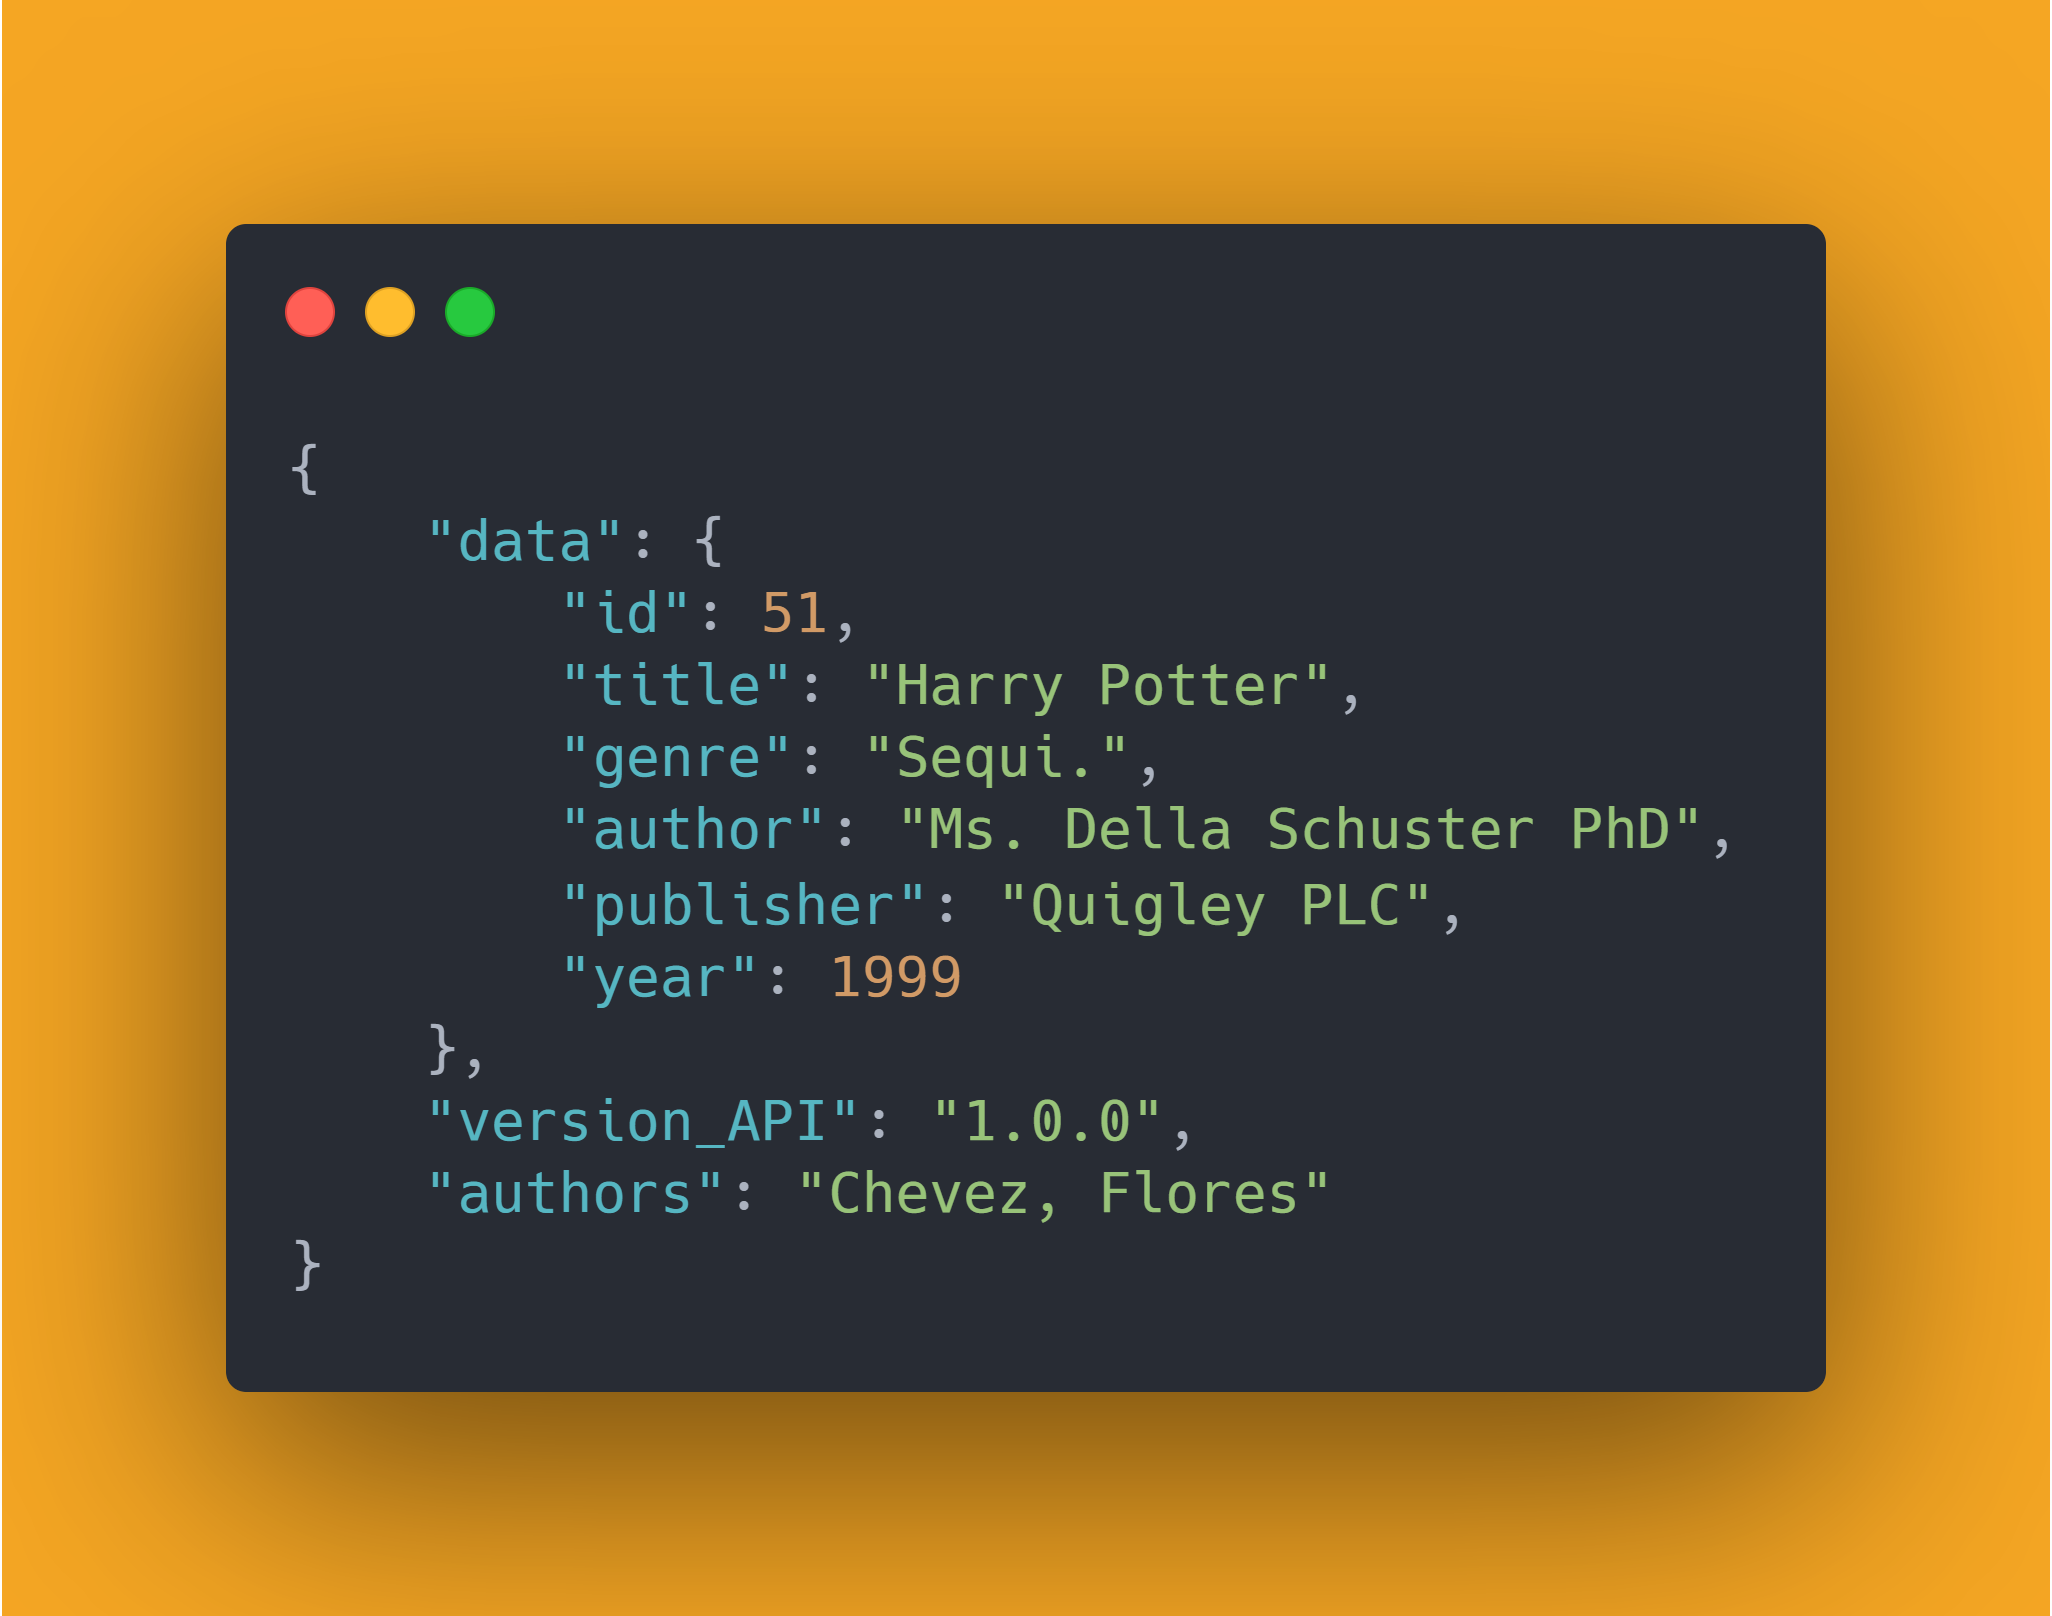 {
    "data": {
        "id": 51,
        "title": "Harry Potter",
        "genre": "Sequi.",
        "author": "Ms. Della Schuster PhD",
        "publisher": "Quigley PLC",
        "year": 1999
    },
    "version_API": "1.0.0",
    "authors": "Chevez, Flores"
}